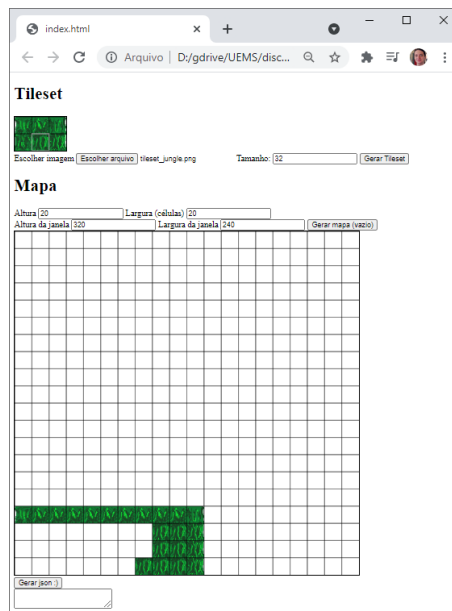 index.html
Arquivo | D:/gdrive/UEMS/disc...
Tileset
Escolher imagem Escolher arquivo tileset_jungle.png Tamanho: 32 Gerar Tileset
Mapa
Altura 20 Largura (células) 20
Altura da janela 320 Largura da janela 240 Gerar mapa (vazio)
Gerar json :)